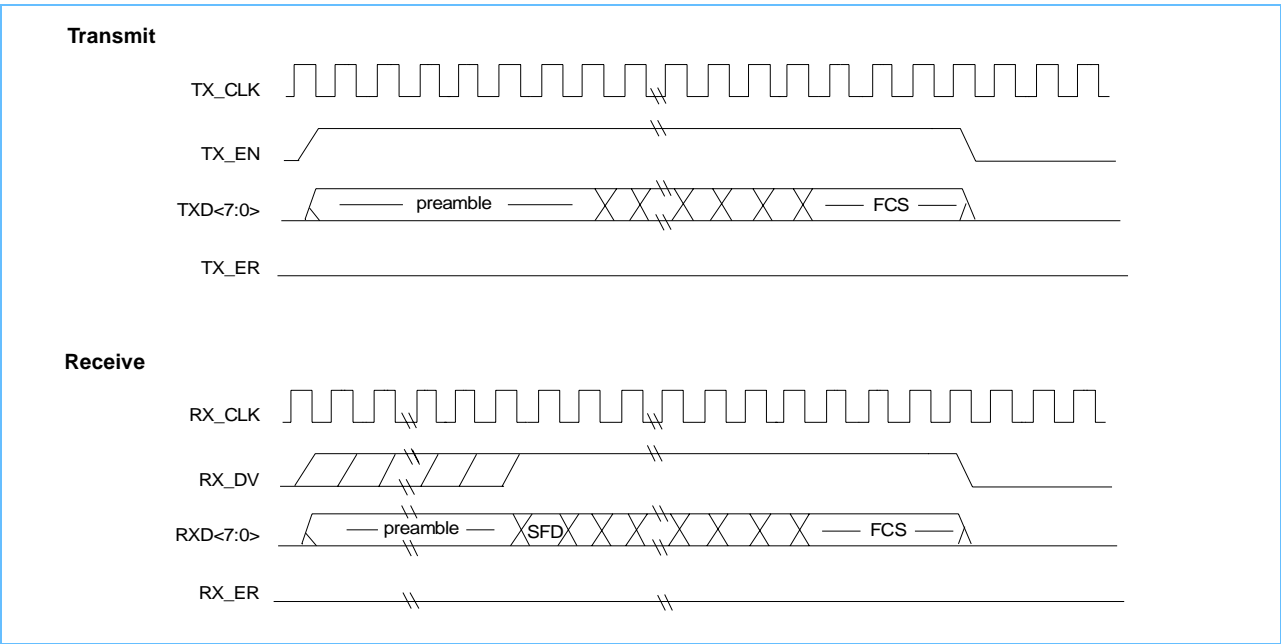 Transmit
TX_CLK
TX_EN
TXD<7:0> preamble FCS
TX_ER
Receive
RX_CLK
RX_DV
RXD<7:0> preamble SFD FCS
RX_ER